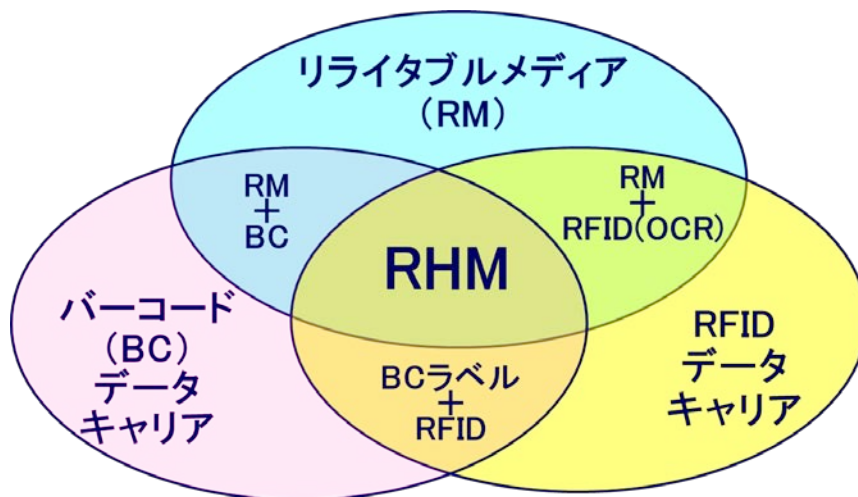 リライタブルメディア
(RM)
RM
+
BC
RM
+
RFID(OCR)
RHM
バーコード
(BC)
データ
キャリア
BCラベル
+
RFID
RFID
データ
キャリア